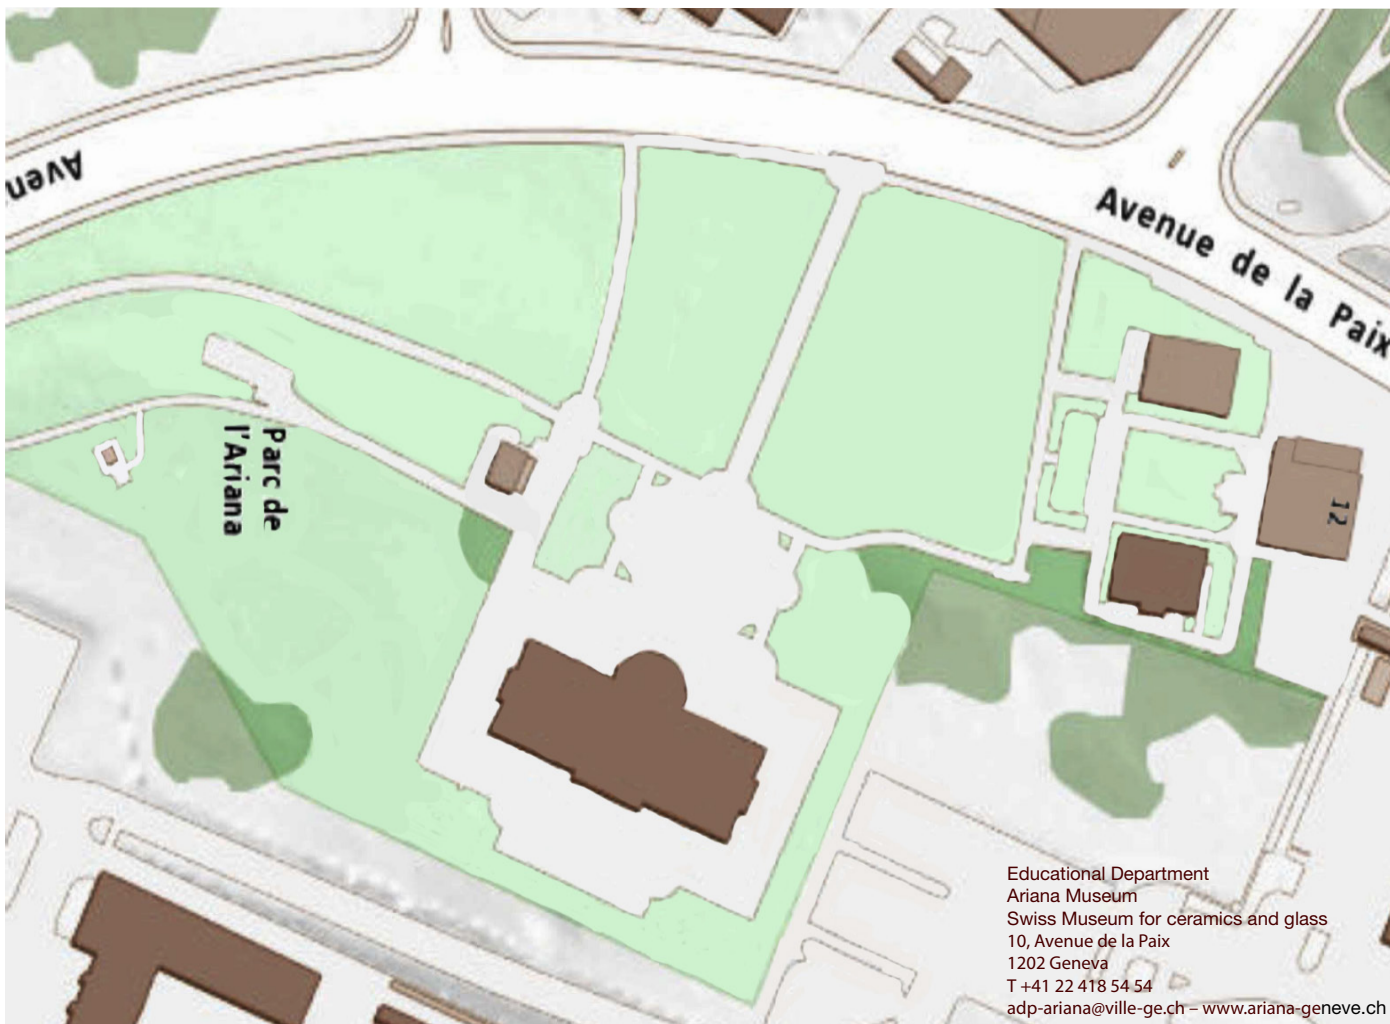 Aven
Avenue de la Paix
Parc de
l'Ariana
12
Educational Department
Ariana Museum
Swiss Museum for ceramics and glass
10, Avenue de la Paix
1202 Geneva
T +41 22 418 54 54
adp-ariana@ville-ge.ch – www.ariana-geneve.ch